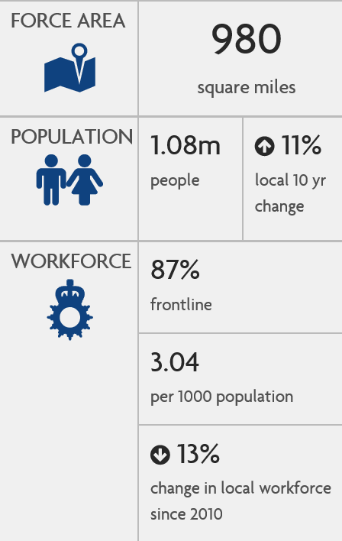 FORCE AREA
980
square miles
POPULATION
1.08m
people
11%
local 10 yr
change
WORKFORCE
87%
frontline
3.04
per 1000 population
13%
change in local workforce
since 2010